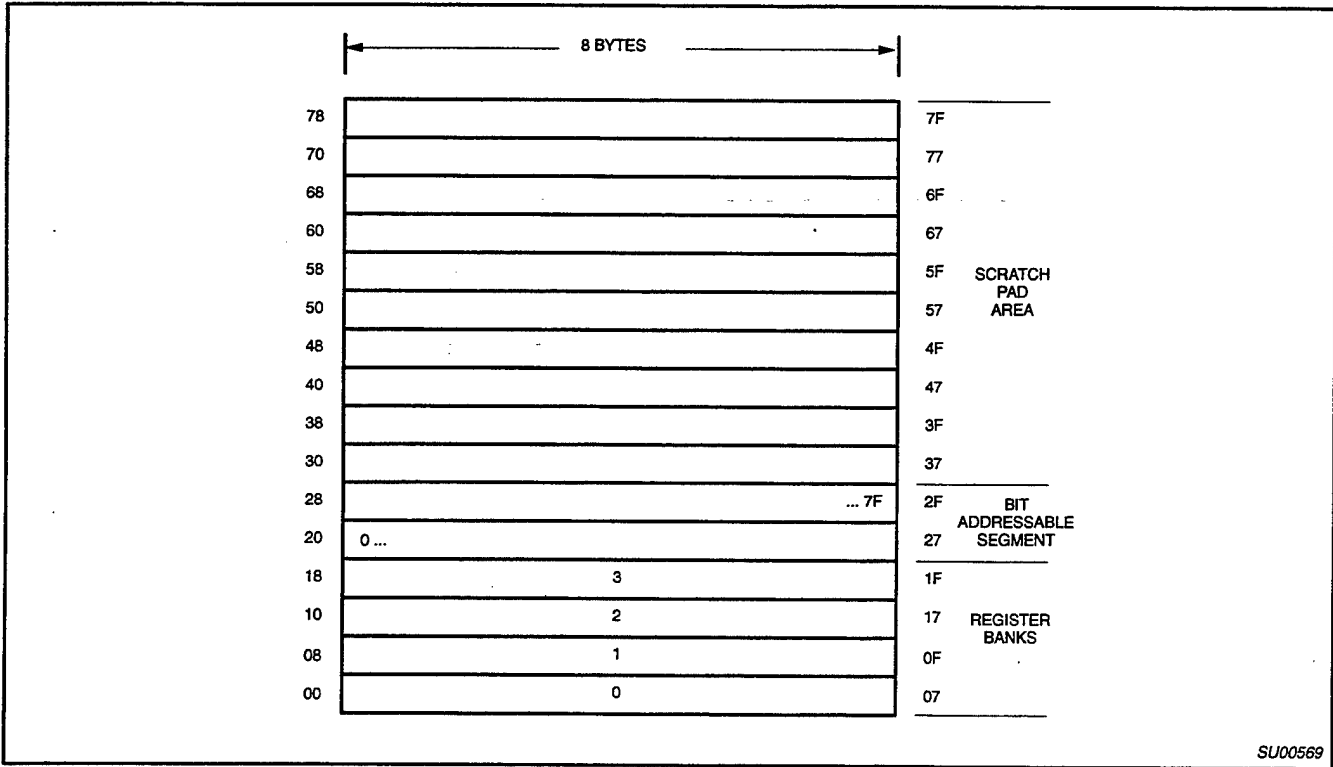 8 BYTES
78 7F
70 77
68 6F
60 67
58 5F SCRATCH
PAD
50 57 AREA
48 4F
40 47
38 3F
30 37
28 ... 7F 2F BIT
ADDRESSABLE
20 0 ... 27 SEGMENT
18 3 1F
10 2 17 REGISTER
BANKS
08 1 0F
00 0 07
SU00569